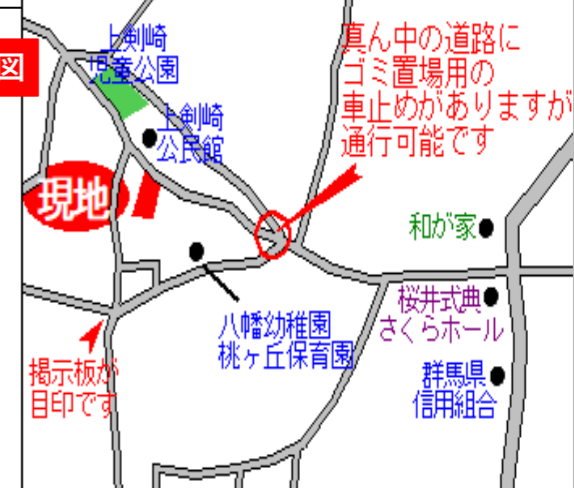 図
上剣崎
児童公園
真ん中の道路に
ゴミ置場用の
車止めがありますが
通行可能です
上剣崎
公民館
現地
和が家
桜井式典
さくらホール
八幡幼稚園
桃ヶ丘保育園
掲示板が
目印です
群馬県
信用組合